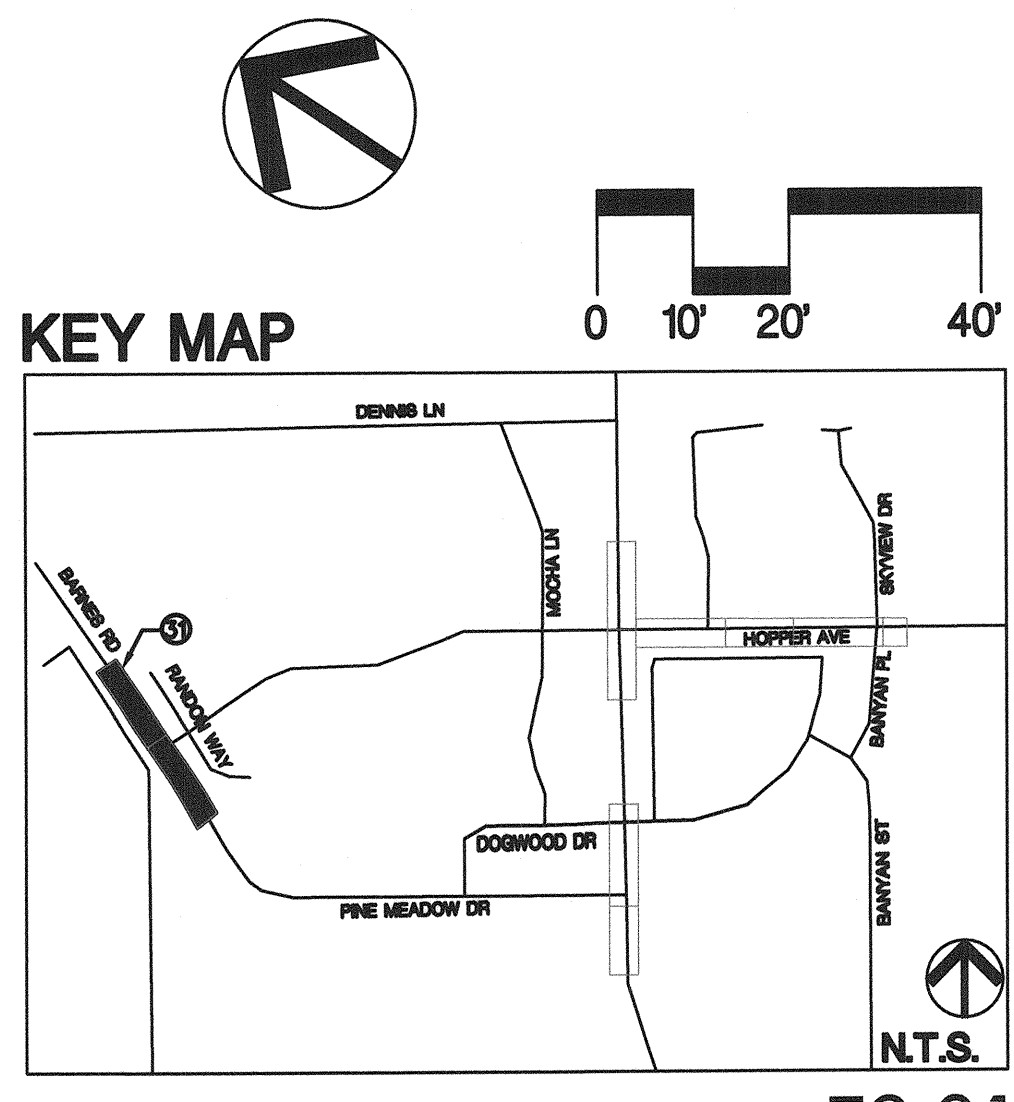 0 10' 20' 40'
KEY MAP
DENNIS LN
MOCHA LN
SKYVIEW DR
BARNES RD
31
RANDON WAY
HOPPER AVE
BANYAN PL
DOGWOOD DR
BANYAN ST
PINE MEADOW DR
N.T.S.